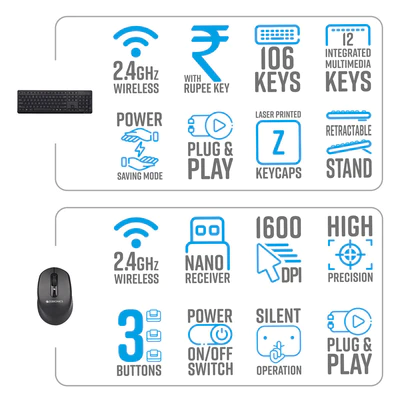 2.4GHz
WIRELESS
₹
WITH
RUPEE KEY
106
KEYS
12
INTEGRATED
MULTIMEDIA
KEYS
POWER
SAVING MODE
PLUG &
PLAY
LASER PRINTED
Z
KEYCAPS
RETRACTABLE
STAND
2.4GHz
WIRELESS
NANO
RECEIVER
1600
DPI
HIGH
PRECISION
3
BUTTONS
POWER
ON/OFF
SWITCH
SILENT
OPERATION
PLUG &
PLAY